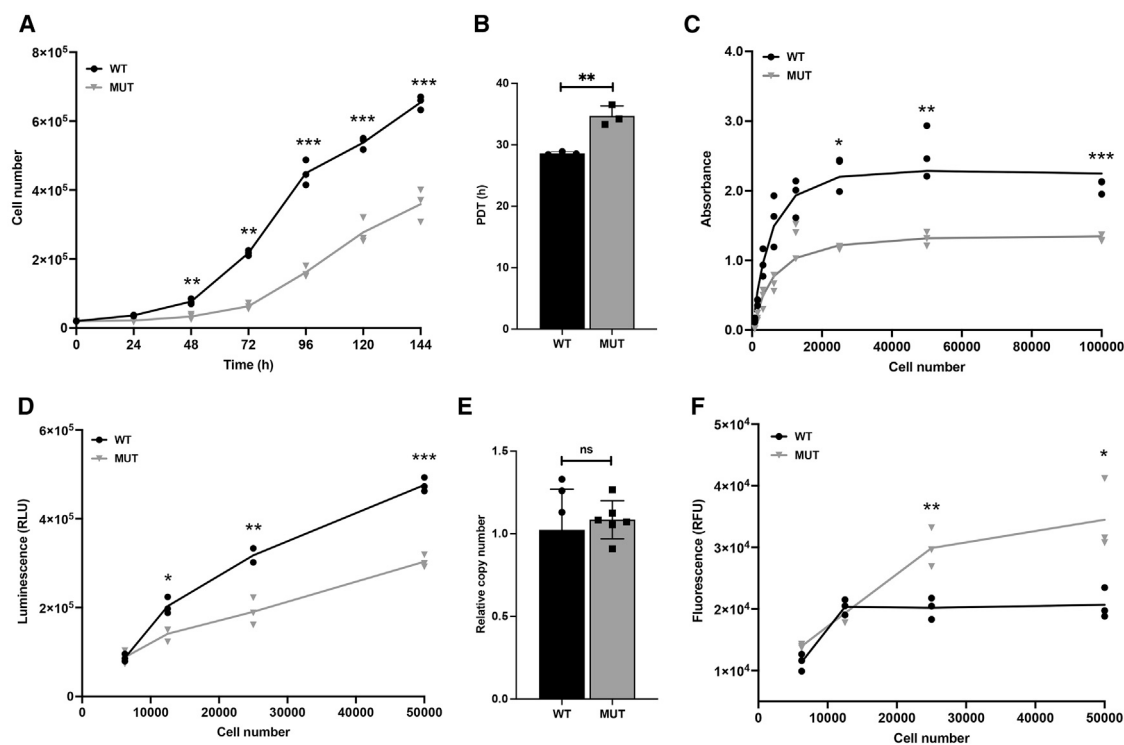 A
WT
MUT
8×10⁵
6×10⁵
4×10⁵
2×10⁵
0
Cell number
**
**
***
***
***
0 24 48 72 96 120 144
Time (h)
B
**
40
30
20
10
0
PDT (h)
WT MUT
C
WT
MUT
4.0
3.0
2.0
1.0
0.0
Absorbance
*
**
***
0 20000 40000 60000 80000 100000
Cell number
D
WT
MUT
6×10⁵
4×10⁵
2×10⁵
0
Luminescence (RLU)
*
**
***
0 10000 20000 30000 40000 50000
Cell number
E
ns
1.5
1.0
0.5
0.0
Relative copy number
WT MUT
F
WT
MUT
5×10⁴
4×10⁴
3×10⁴
2×10⁴
1×10⁴
Fluorescence (RFU)
**
*
0 10000 20000 30000 40000 50000
Cell number